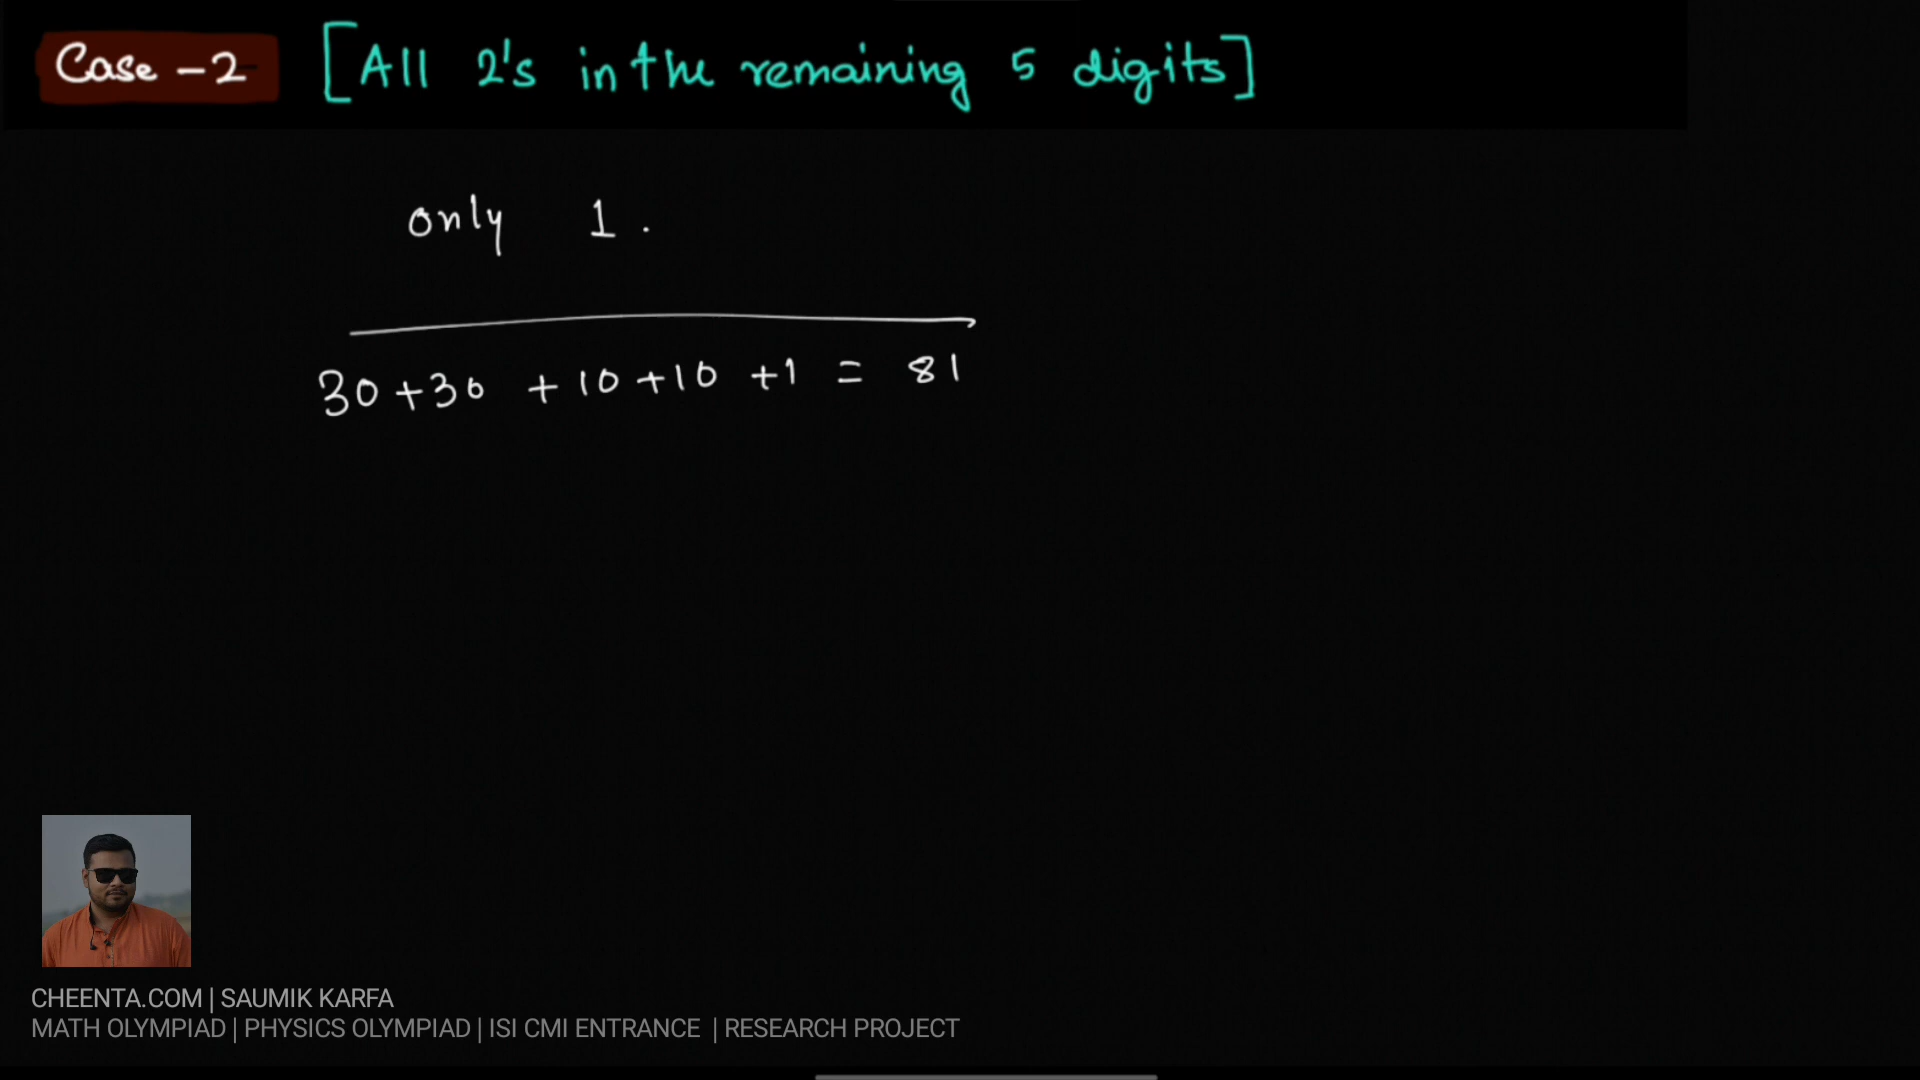 Case - 2 [All 2's in the remaining 5 digits]
only 1.
30 + 30 + 10 + 10 + 1 = 81
CHEENTA.COM | SAUMIK KARFA
MATH OLYMPIAD | PHYSICS OLYMPIAD | ISI CMI ENTRANCE | RESEARCH PROJECT